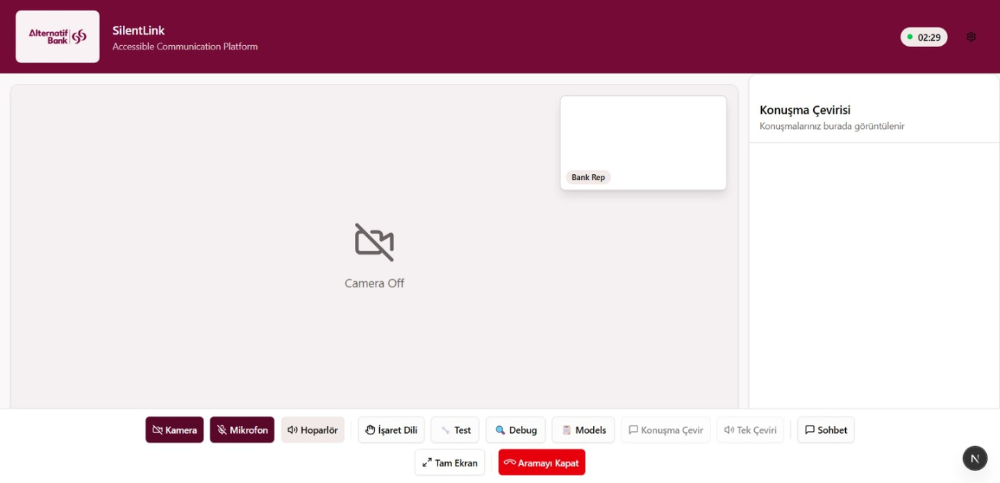 Alternatif
Bank
SilentLink
Accessible Communication Platform
02:29
Bank Rep
Camera Off
Konuşma Çevirisi
Konuşmalarınız burada görüntülenir
Kamera
Mikrofon
Hoparlör
İşaret Dili
Test
Debug
Models
Konuşma Çevir
Tek Çeviri
Sohbet
Tam Ekran
Aramayı Kapat
N